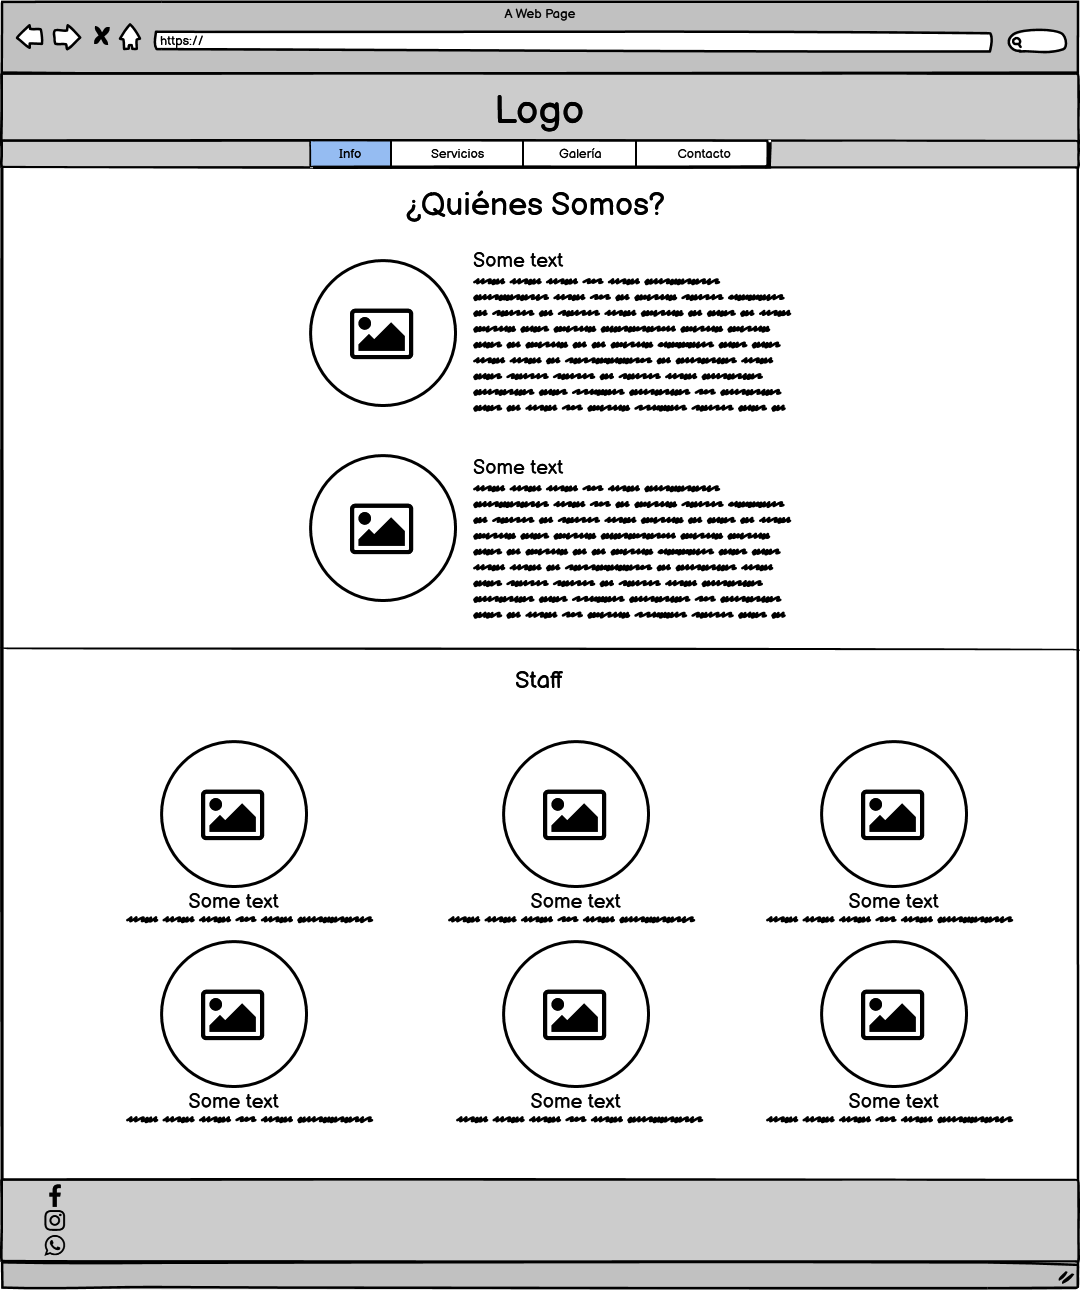 A Web Page
https://
Logo
Info Servicios Galería Contacto
¿Quiénes Somos?
Some text
Some text
Staff
Some text Some text Some text
Some text Some text Some text